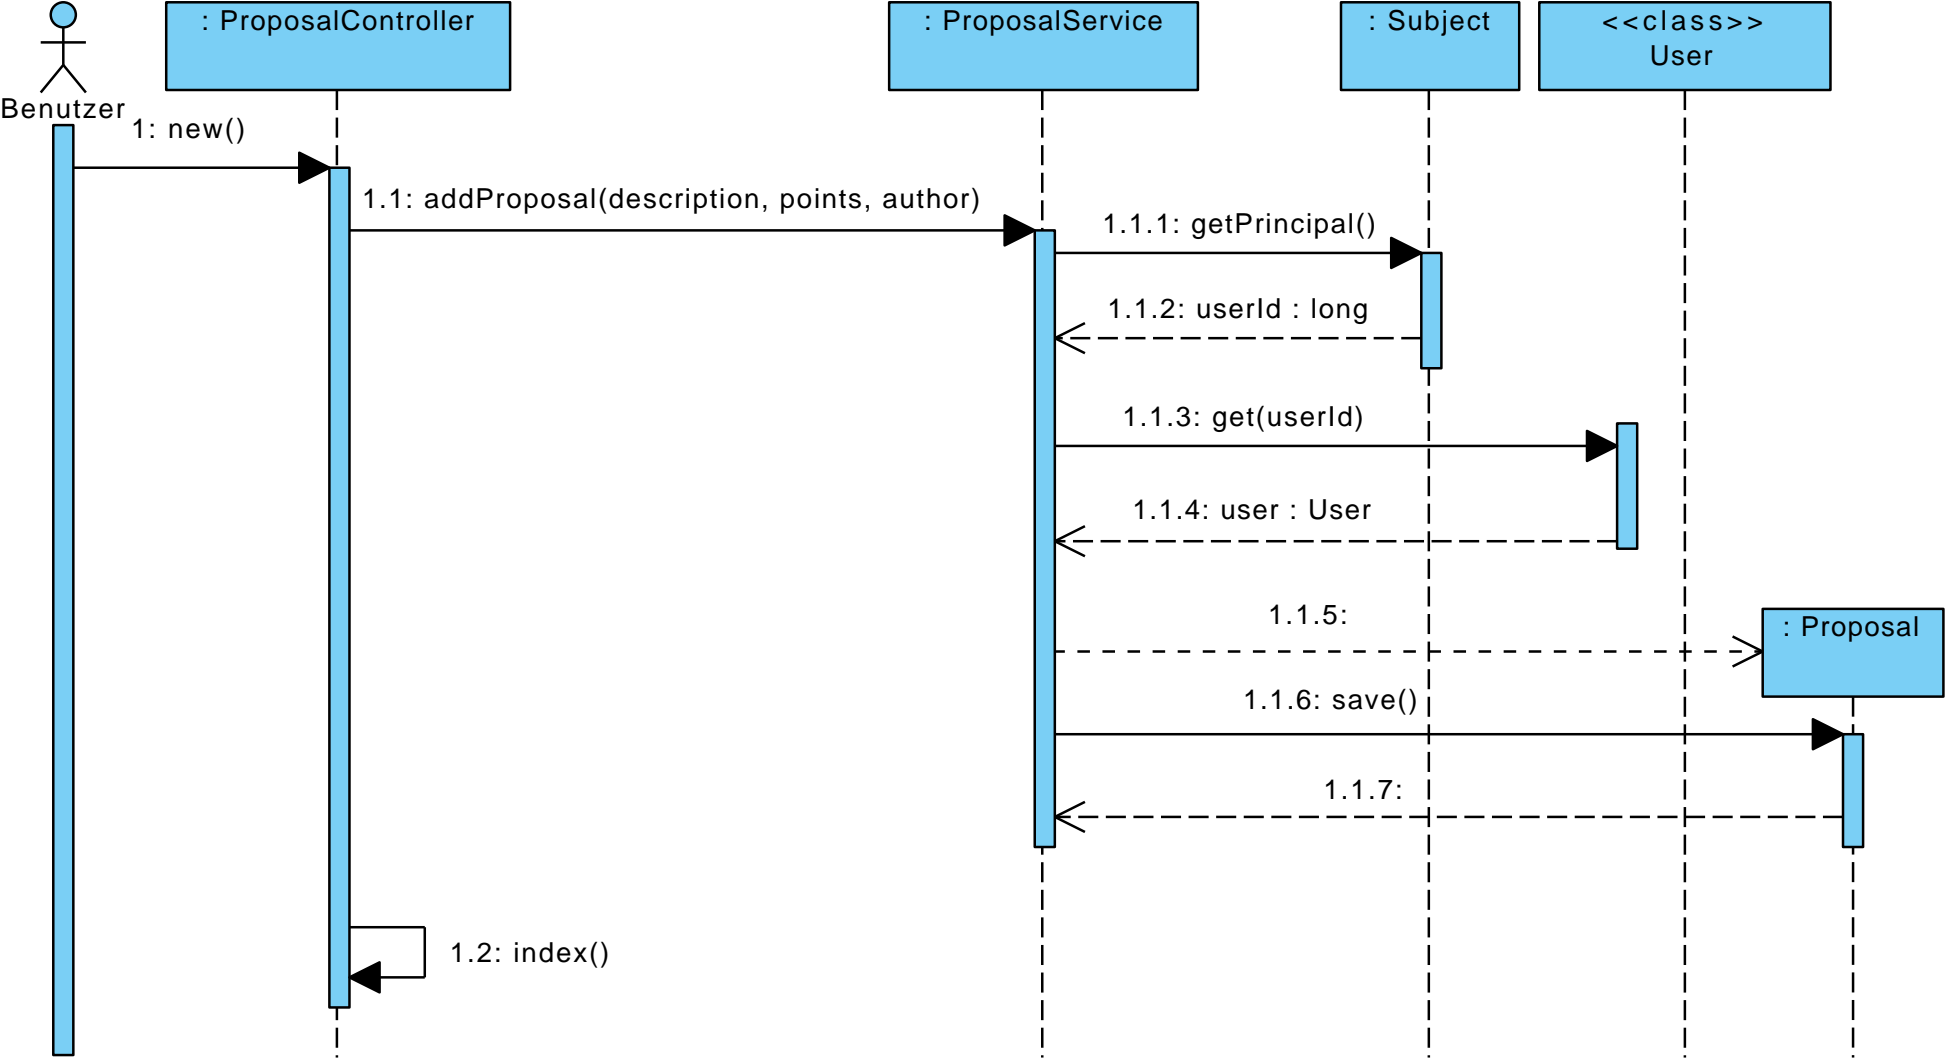 : ProposalController
: ProposalService
: Subject
<<class>>
User
Benutzer
1: new()
1.1: addProposal(description, points, author)
1.1.1: getPrincipal()
1.1.2: userId : long
1.1.3: get(userId)
1.1.4: user : User
1.1.5:
: Proposal
1.1.6: save()
1.1.7:
1.2: index()